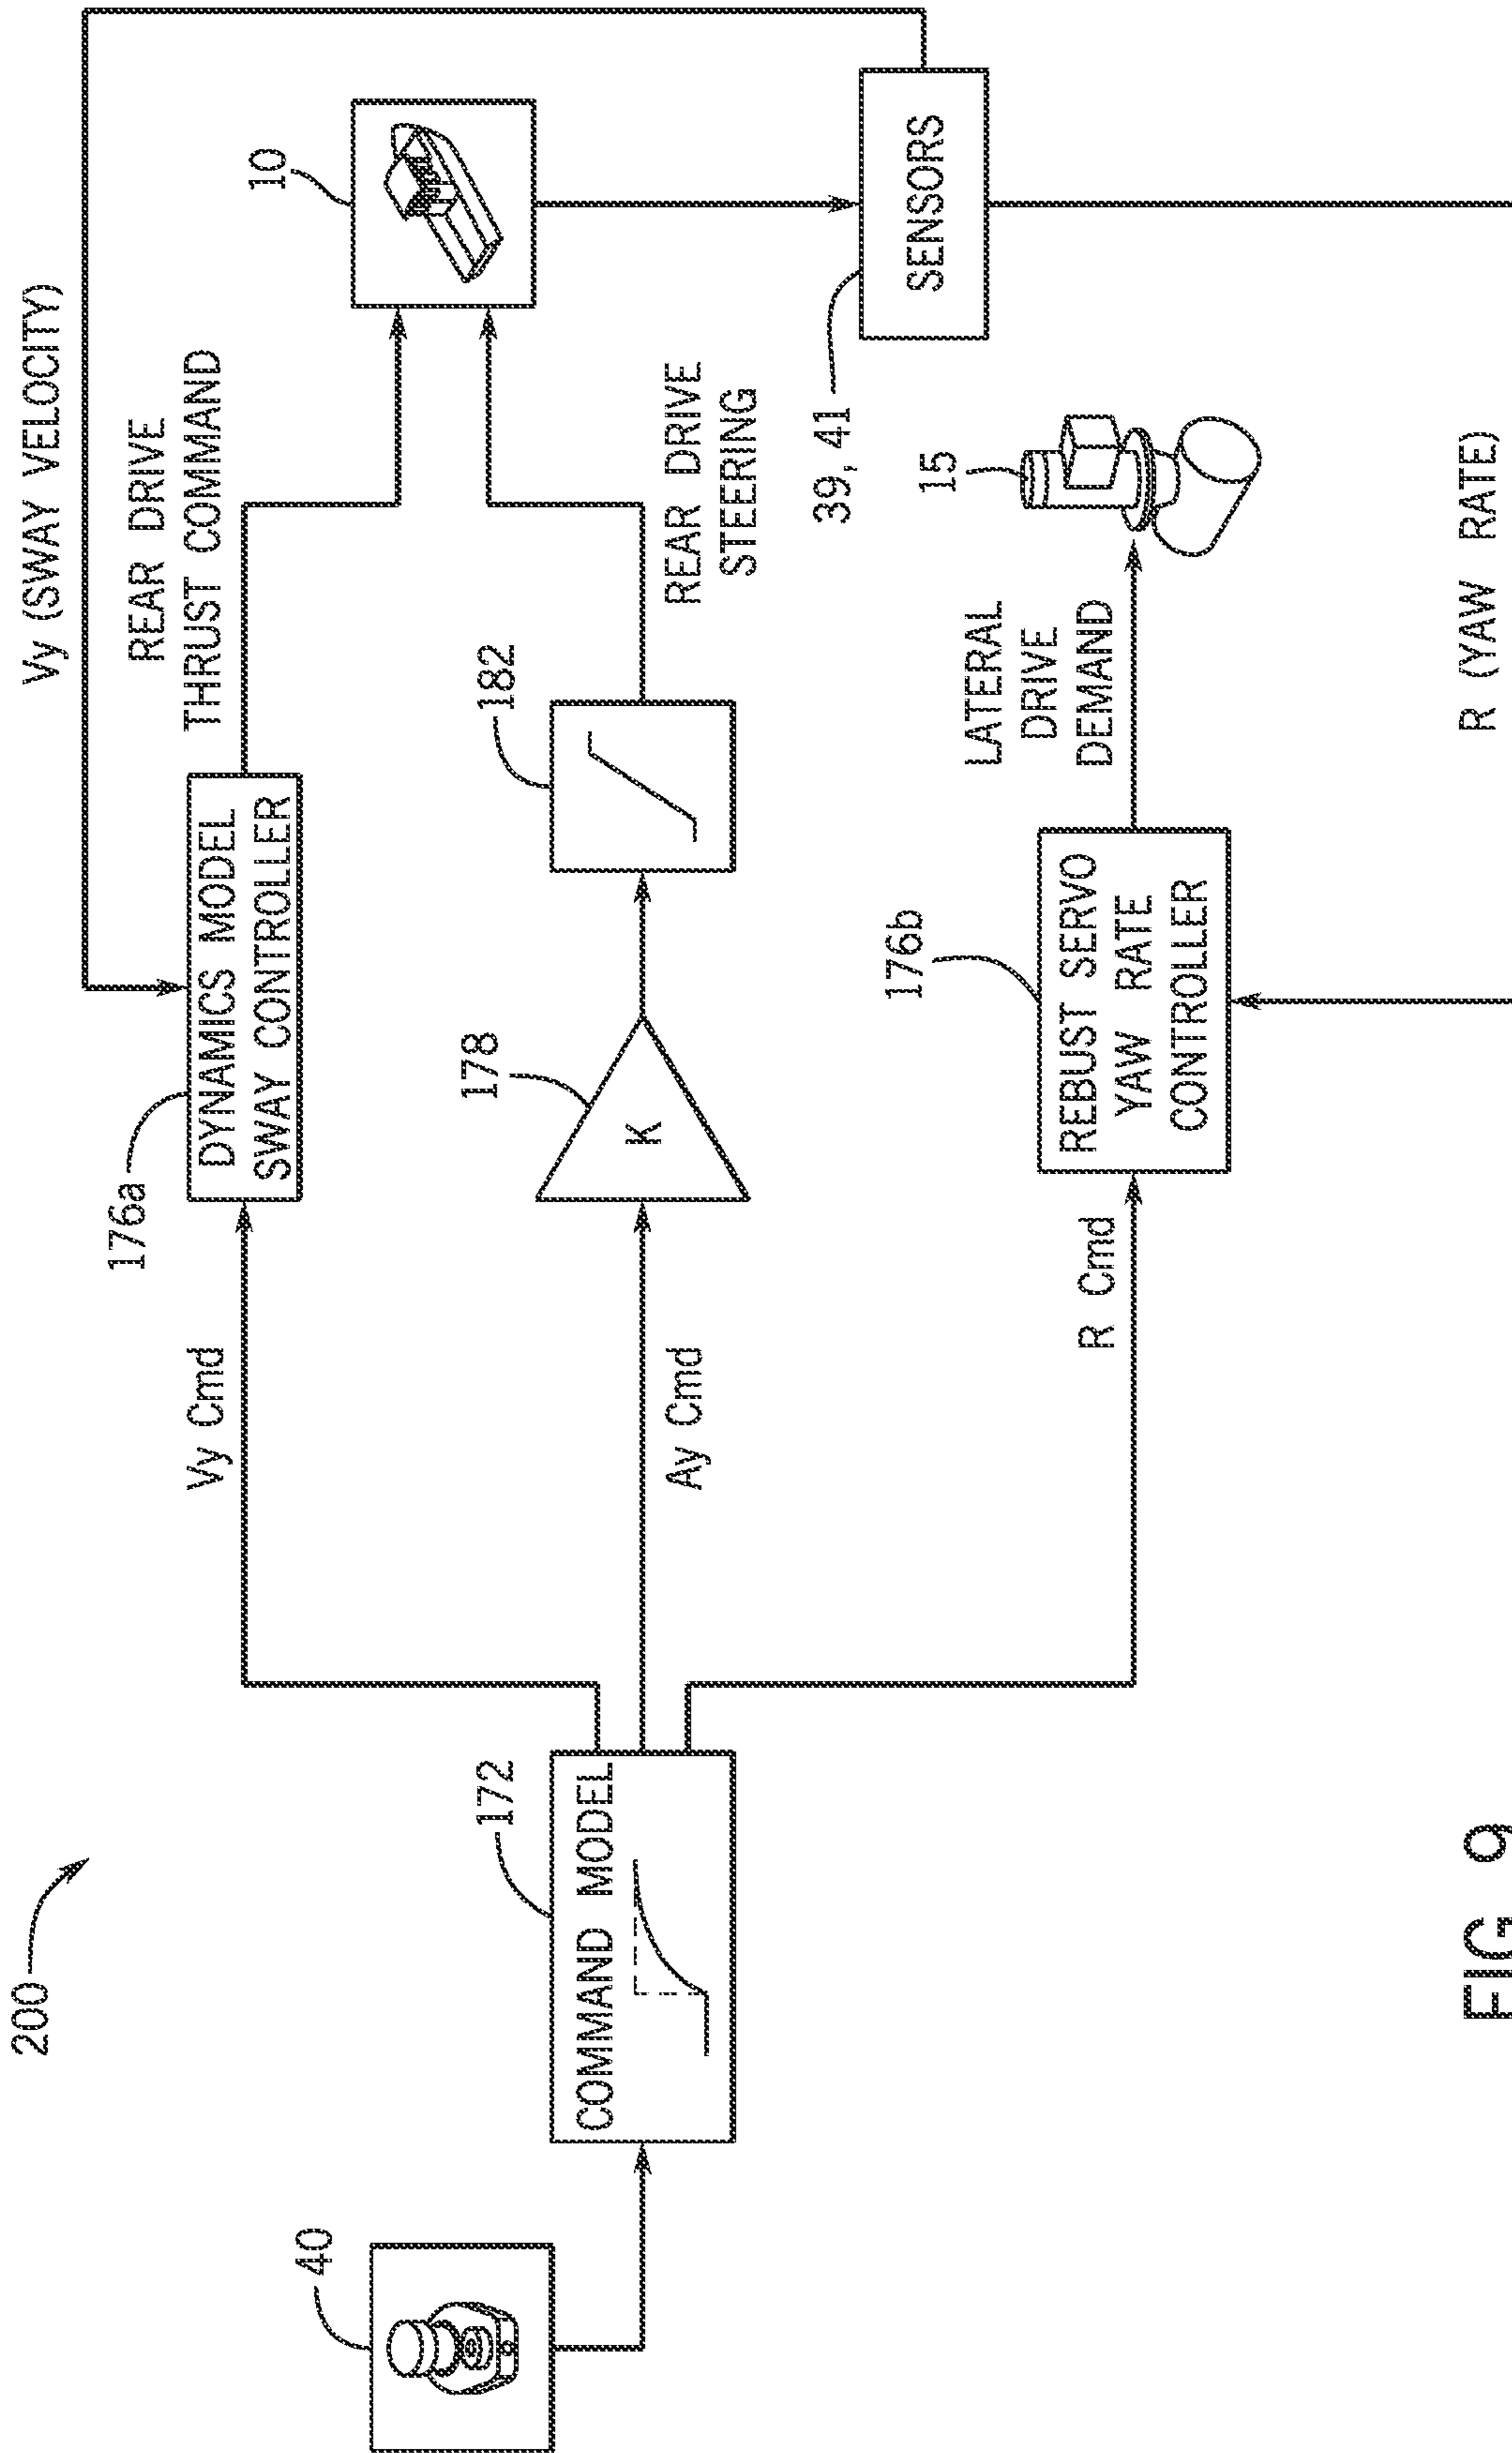 200
40
172
COMMAND MODEL
Vy Cmd
Ay Cmd
R Cmd
176a
DYNAMICS MODEL
SWAY CONTROLLER
178
K
182
176b
REBUST SERVO
YAW RATE
CONTROLLER
Vy (SWAY VELOCITY)
REAR DRIVE
THRUST COMMAND
REAR DRIVE
STEERING
LATERAL
DRIVE
DEMAND
10
15
39, 41
SENSORS
R (YAW RATE)
FIG. 9